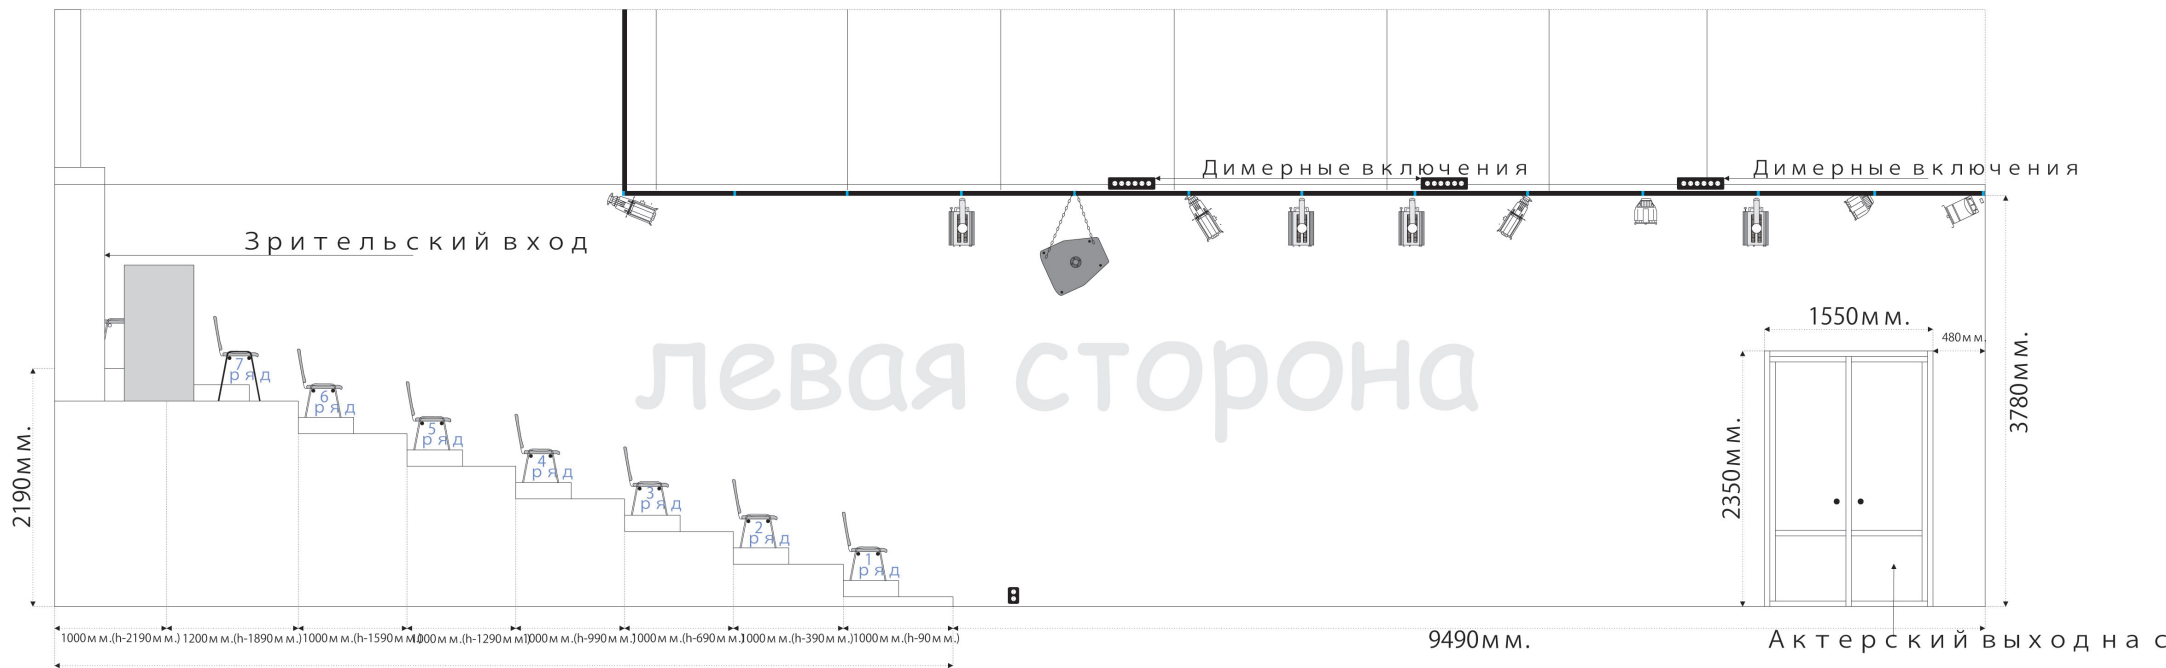 Димерные включения
Димерные включения
Зрительский вход
1550мм.
480мм.
левая сторона
3780мм.
7
ряд
6
ряд
5
ряд
4
ряд
3
ряд
2
ряд
1
ряд
2190мм.
2350мм.
1000мм.(h-2190мм.)
1200мм.(h-1890мм.)
1000мм.(h-1590мм.)
1000мм.(h-1290мм.)
1000мм.(h-990мм.)
1000мм.(h-690мм.)
1000мм.(h-390мм.)
1000мм.(h-90мм.)
9490мм.
Актерский выход на с